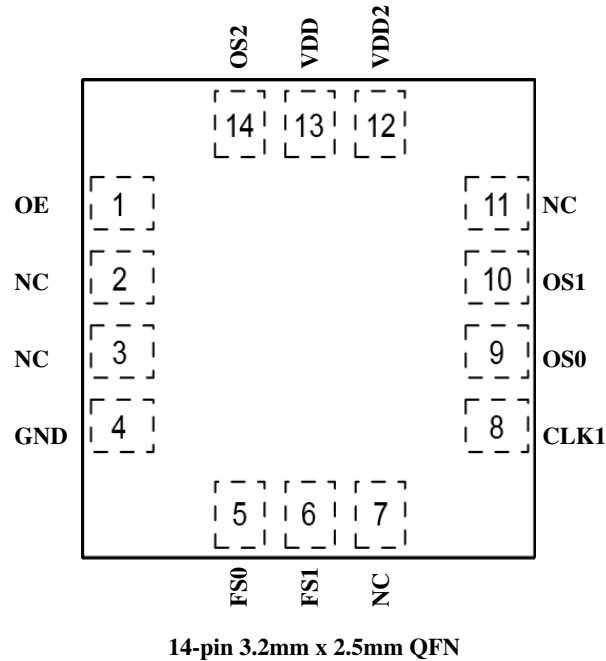 OS2 VDD VDD2
14 13 12
OE 1 11 NC
NC 2 10 OS1
NC 3 9 OS0
GND 4 8 CLK1
5 6 7
FS0 FS1 NC
14-pin 3.2mm x 2.5mm QFN